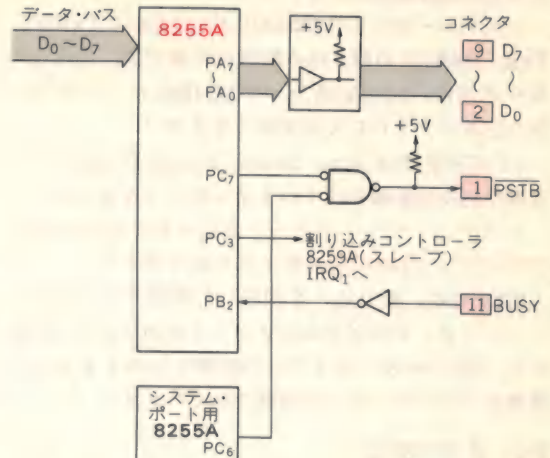 データ・バス
D₀～D₇
8255A
PA₇
～
PA₀
+5V
コネクタ
9 D₇
～
2 D₀
+5V
PC₇
1 PSTB
PC₃
割り込みコントローラ
8259A(スレーブ)
IRQ₁へ
PB₂
11 BUSY
システム・
ポート用
8255A
PC₆